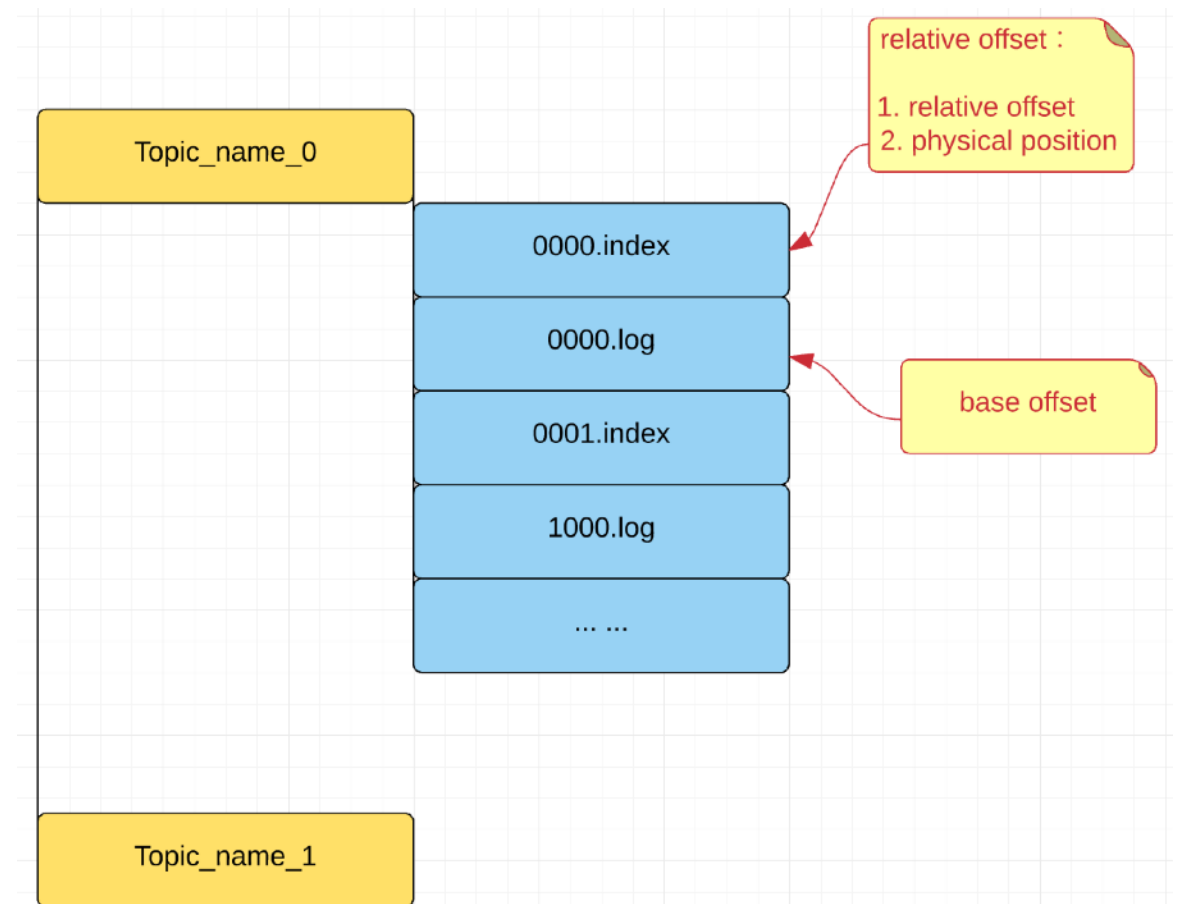 relative offset：
1. relative offset
2. physical position
Topic_name_0
0000.index
0000.log
base offset
0001.index
1000.log
... ...
Topic_name_1